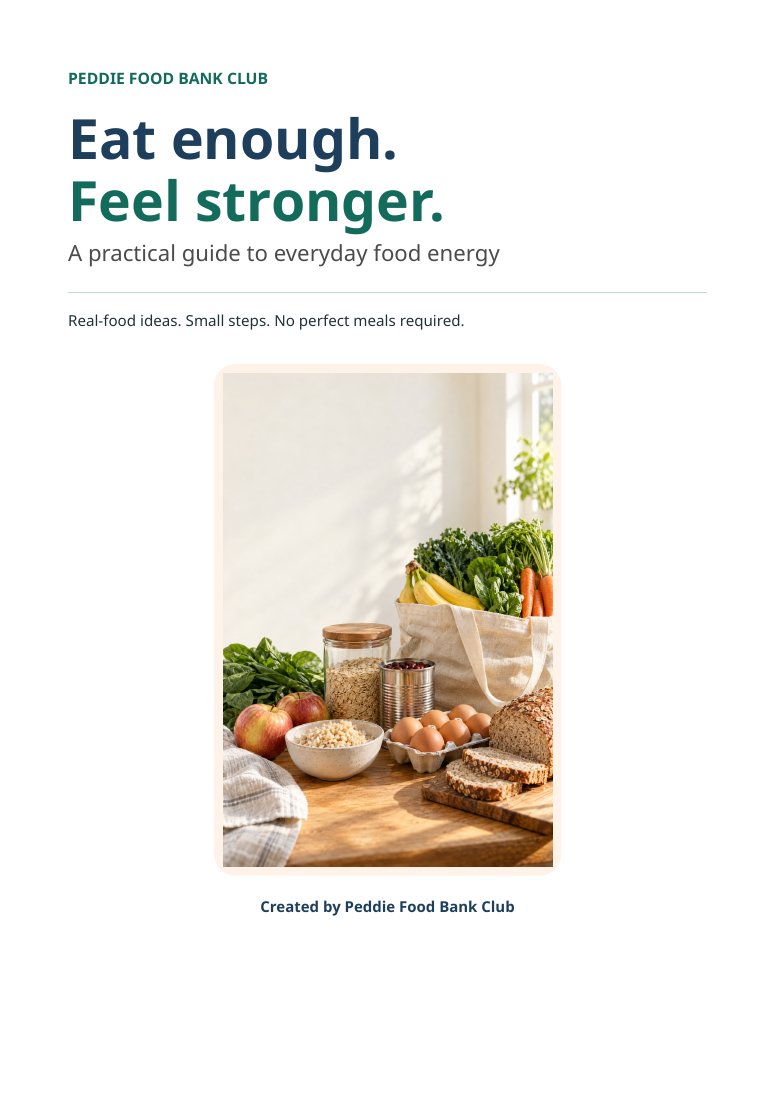 PEDDIE FOOD BANK CLUB
Eat enough.
Feel stronger.
A practical guide to everyday food energy
Real-food ideas. Small steps. No perfect meals required.
Created by Peddie Food Bank Club